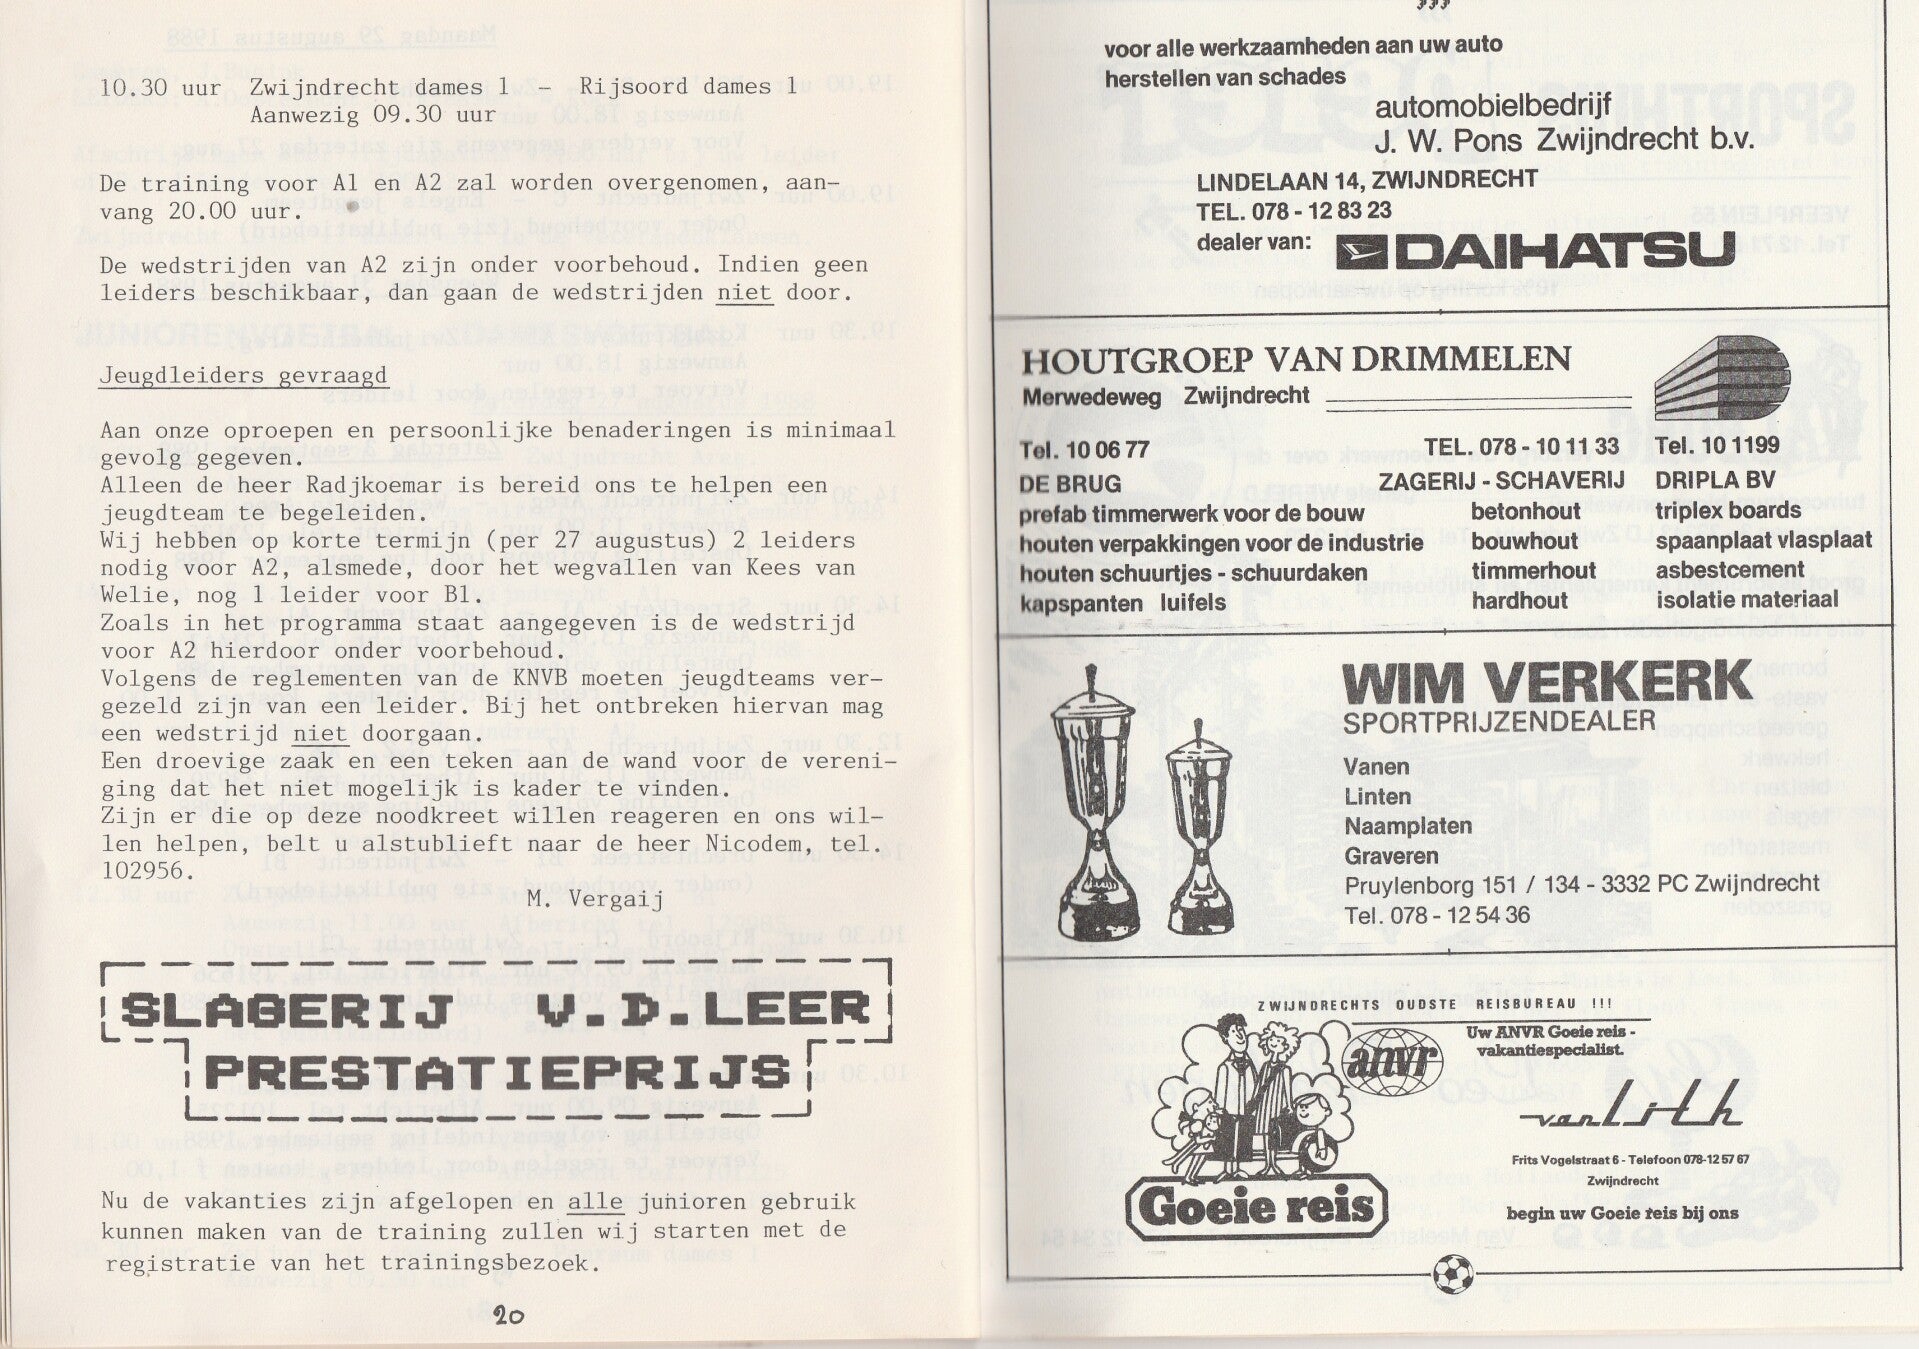 10.30 uur Zwijndrecht dames 1 - Rijsoord dames 1
Aanwezig 09.30 uur
De training voor A1 en A2 zal worden overgenomen, aan-
vang 20.00 uur.
De wedstrijden van A2 zijn onder voorbehoud. Indien geen
leiders beschikbaar, dan gaan de wedstrijden niet door.
Jeugdleiders gevraagd
Aan onze oproepen en persoonlijke benaderingen is minimaal
gevolg gegeven.
Alleen de heer Radjkoemar is bereid ons te helpen een
jeugdteam te begeleiden.
Wij hebben op korte termijn (per 27 augustus) 2 leiders
nodig voor A2, alsmede, door het wegvallen van Kees van
Welie, nog 1 leider voor B1.
Zoals in het programma staat aangegeven is de wedstrijd
voor A2 hierdoor onder voorbehoud.
Volgens de reglementen van de KNVB moeten jeugdteams ver-
gezeld zijn van een leider. Bij het ontbreken hiervan mag
een wedstrijd niet doorgaan.
Een droevige zaak en een teken aan de wand voor de vereni-
ging dat het niet mogelijk is kader te vinden.
Zijn er die op deze noodkreet willen reageren en ons wil-
len helpen, belt u alstublieft naar de heer Nicodem, tel.
102956.
M. Vergaij
SLAGERIJ V.D.LEER
PRESTATIEPRIJS
Nu de vakanties zijn afgelopen en alle junioren gebruik
kunnen maken van de training zullen wij starten met de
registratie van het trainingsbezoek.
20
voor alle werkzaamheden aan uw auto
herstellen van schades
automobielbedrijf
J. W. Pons Zwijndrecht b.v.
LINDELAAN 14, ZWIJNDRECHT
TEL. 078 - 12 83 23
dealer van: DAIHATSU
HOUTGROEP VAN DRIMMELEN
Merwedeweg Zwijndrecht
Tel. 10 06 77
DE BRUG
prefab timmerwerk voor de bouw
houten verpakkingen voor de industrie
houten schuurtjes - schuurdaken
kapspanten luifels
TEL. 078 - 10 11 33
ZAGERIJ - SCHAVERIJ
betonhout
bouwhout
timmerhout
hardhout
Tel. 10 1199
DRIPLA BV
triplex boards
spaanplaat vlasplaat
asbestcement
isolatie materiaal
WIM VERKERK
SPORTPRIJZENDEALER
Vanen
Linten
Naamplaten
Graveren
Pruylenborg 151 / 134 - 3332 PC Zwijndrecht
Tel. 078 - 12 54 36
ZWIJNDRECHTS OUDSTE REISBUREAU !!!
Uw ANVR Goeie reis -
vakantiespecialist.
anvr
van Lith
Frits Vogelstraat 6 - Telefoon 078-12 57 67
Zwijndrecht
Goeie reis
begin uw Goeie reis bij ons